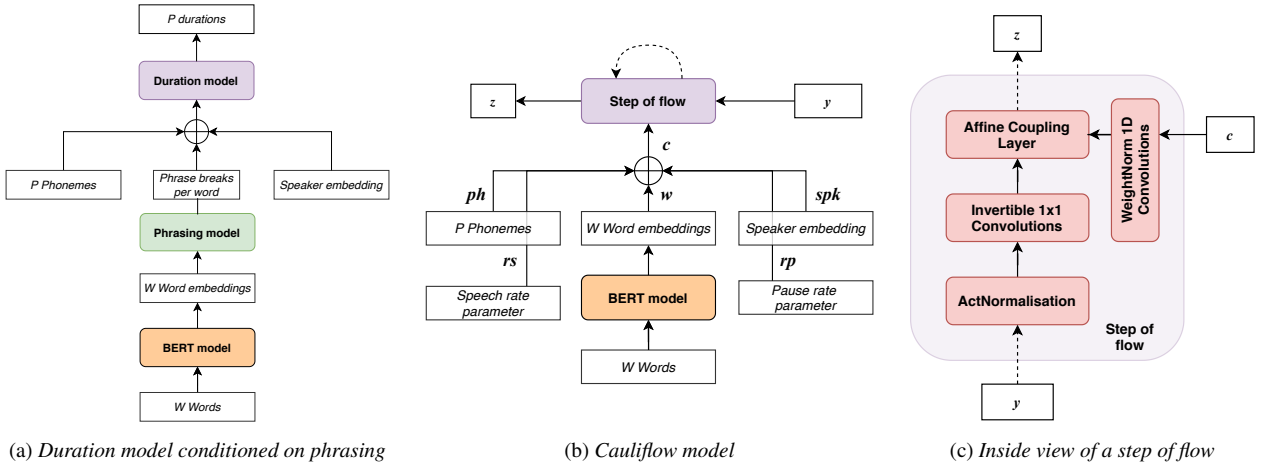 P durations
Duration model
P Phonemes
Phrase breaks
per word
Speaker embedding
Phrasing model
W Word embeddings
BERT model
W Words
(a) Duration model conditioned on phrasing
z
Step of flow
y
c
ph
w
spk
P Phonemes
W Word embeddings
Speaker embedding
rs
rp
Speech rate
parameter
BERT model
Pause rate
parameter
W Words
(b) Cauliflow model
z
Affine Coupling
Layer
WeightNorm 1D
Convolutions
c
Invertible 1x1
Convolutions
ActNormalisation
Step of
flow
y
(c) Inside view of a step of flow